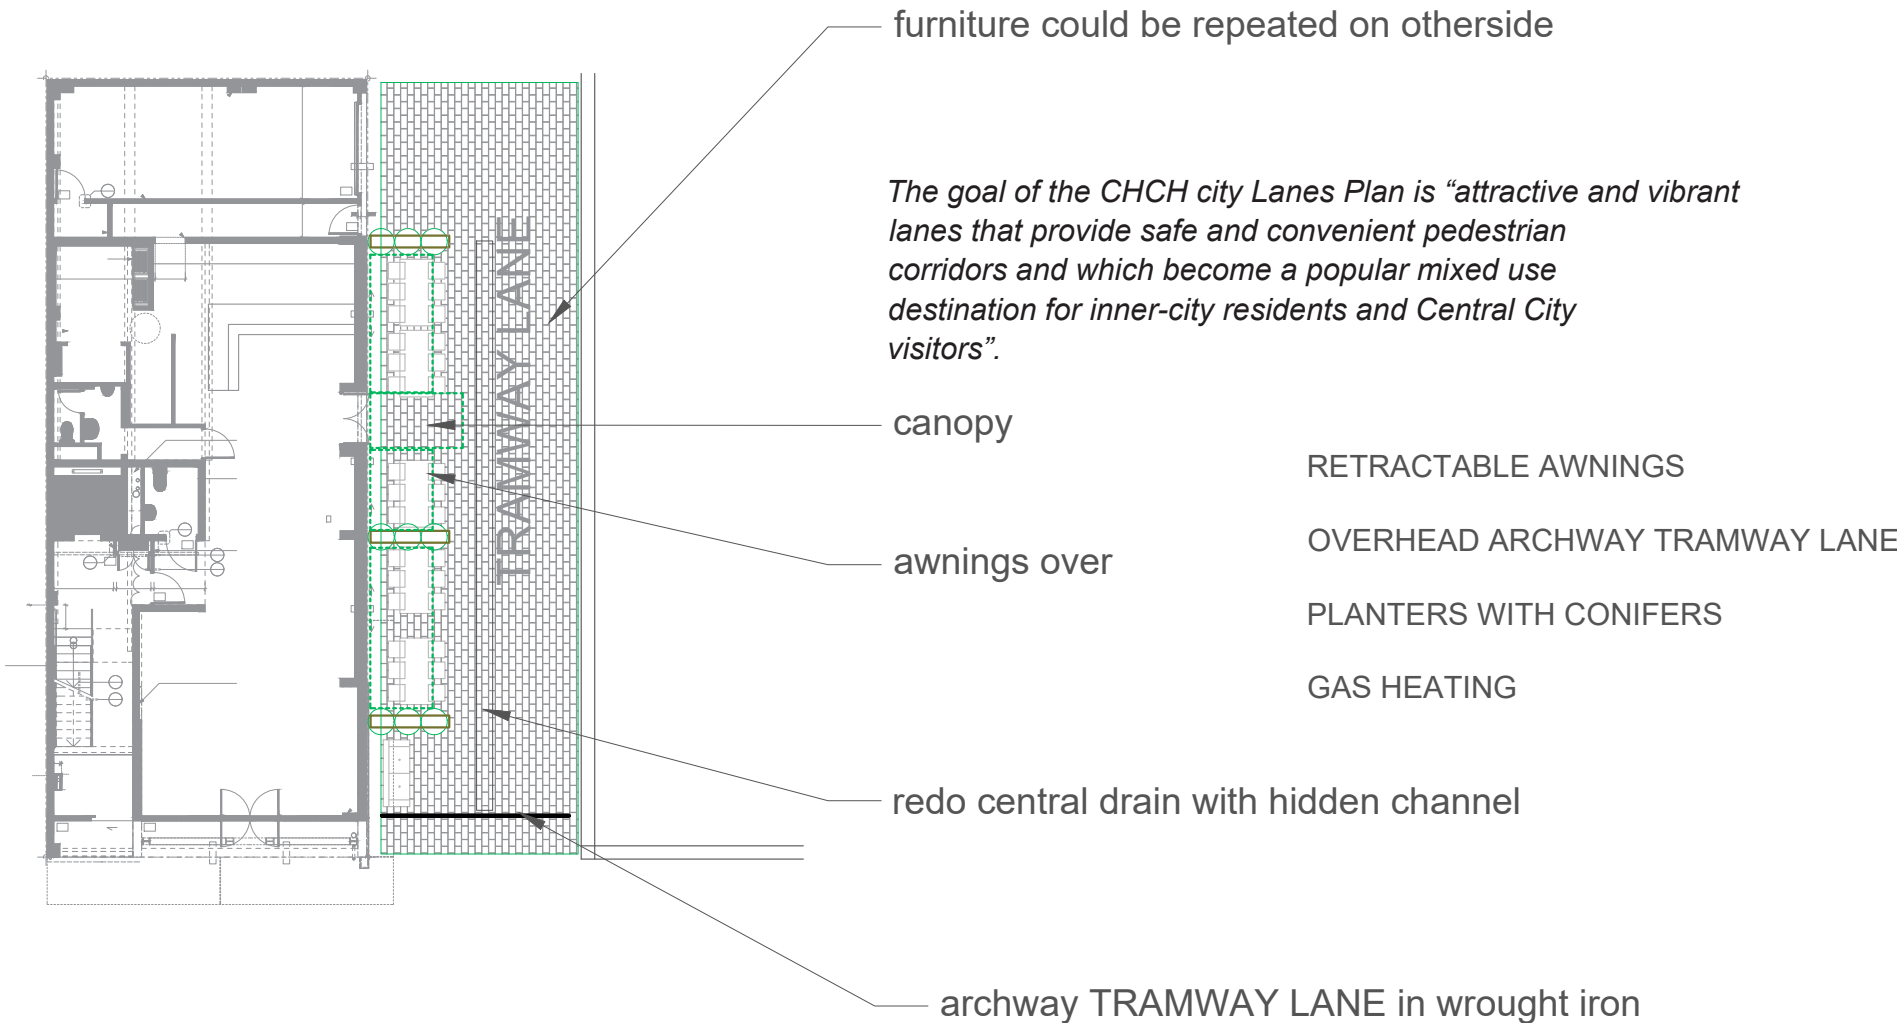 furniture could be repeated on otherside
The goal of the CHCH city Lanes Plan is “attractive and vibrant
lanes that provide safe and convenient pedestrian
corridors and which become a popular mixed use
destination for inner-city residents and Central City
visitors”.
TRAMWAY LANE
canopy
RETRACTABLE AWNINGS
OVERHEAD ARCHWAY TRAMWAY LANE
awnings over
PLANTERS WITH CONIFERS
GAS HEATING
redo central drain with hidden channel
archway TRAMWAY LANE in wrought iron